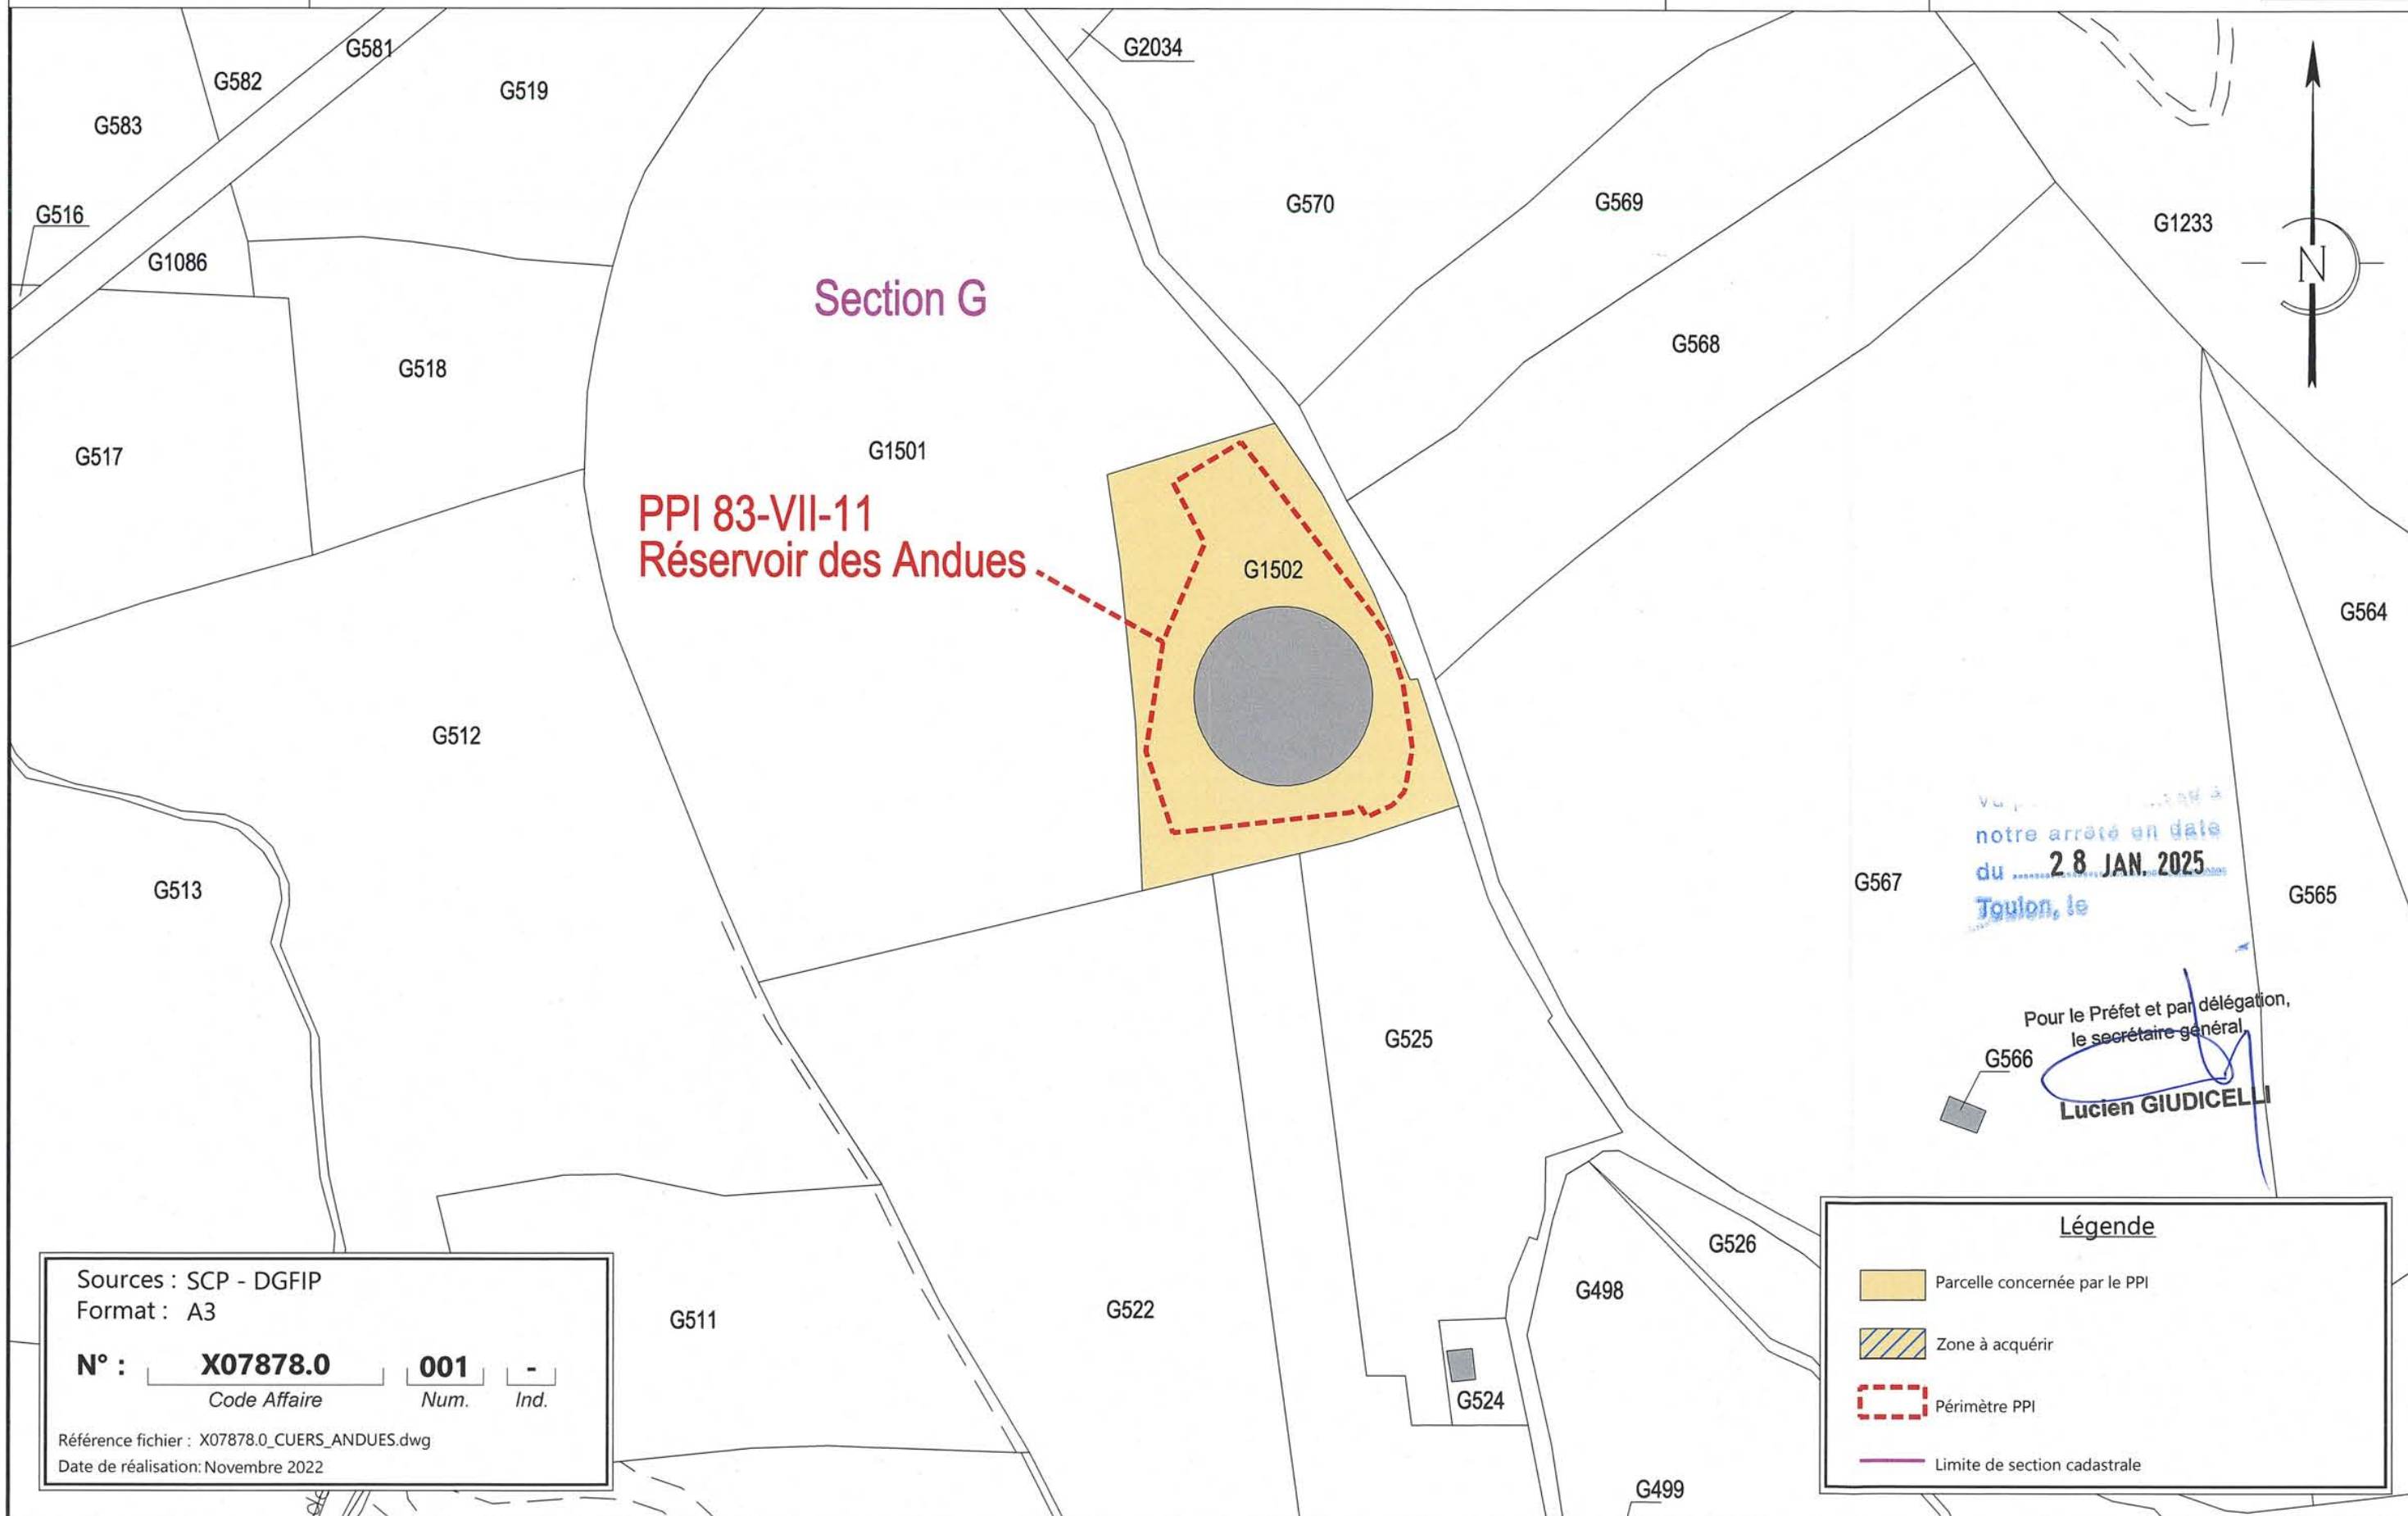 G2034
G581
G582
G519
G583
G570
G569
G516
G1233
G1086
N
Section G
G568
G518
G1501
G517
PPI 83-VII-11
Réservoir des Andues
G1502
G564
G512
notre arrêté en date
du 28 JAN. 2025
Toulon, le
G513
G567
G565
Pour le Préfet et par délégation,
le secrétaire général,
G525
G566
Lucien GIUDICELLI
G526
G498
G522
G511
G524
G499
Sources : SCP - DGFIP
Format : A3
N° : X07878.0 001 -
Code Affaire Num. Ind.
Référence fichier : X07878.0_CUERS_ANDUES.dwg
Date de réalisation: Novembre 2022
Légende
Parcelle concernée par le PPI
Zone à acquérir
Périmètre PPI
Limite de section cadastrale